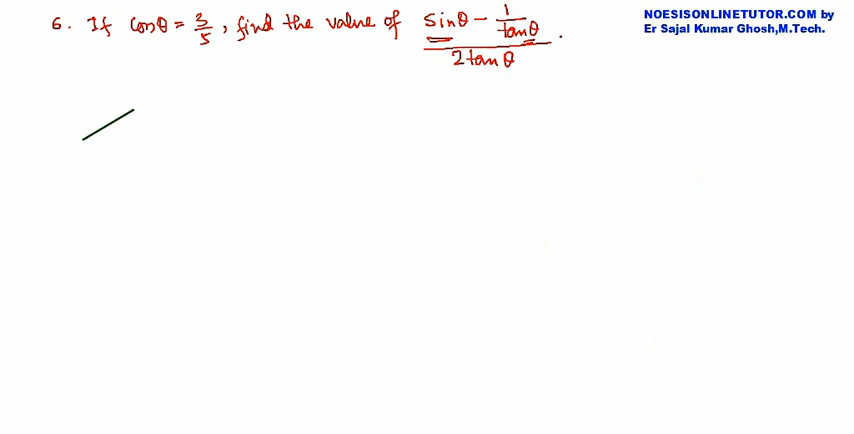 6. If cosθ = 3/5, find the value of (sinθ - 1/tanθ)/(2tanθ).
NOESISONLINETUTOR.COM by
Er Sajal Kumar Ghosh,M.Tech.